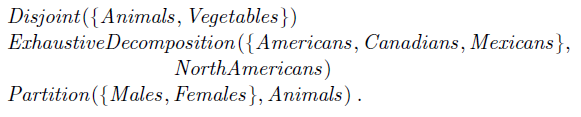 Disjoint({Animals, Vegetables})
ExhaustiveDecomposition({Americans, Canadians, Mexicans},
NorthAmericans)
Partition({Males, Females}, Animals) .